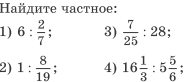 Найдите частное:
1) 6 : 2/7;  3) 7/25 : 28;
2) 1 : 8/19;  4) 16 1/3 : 5 5/6;